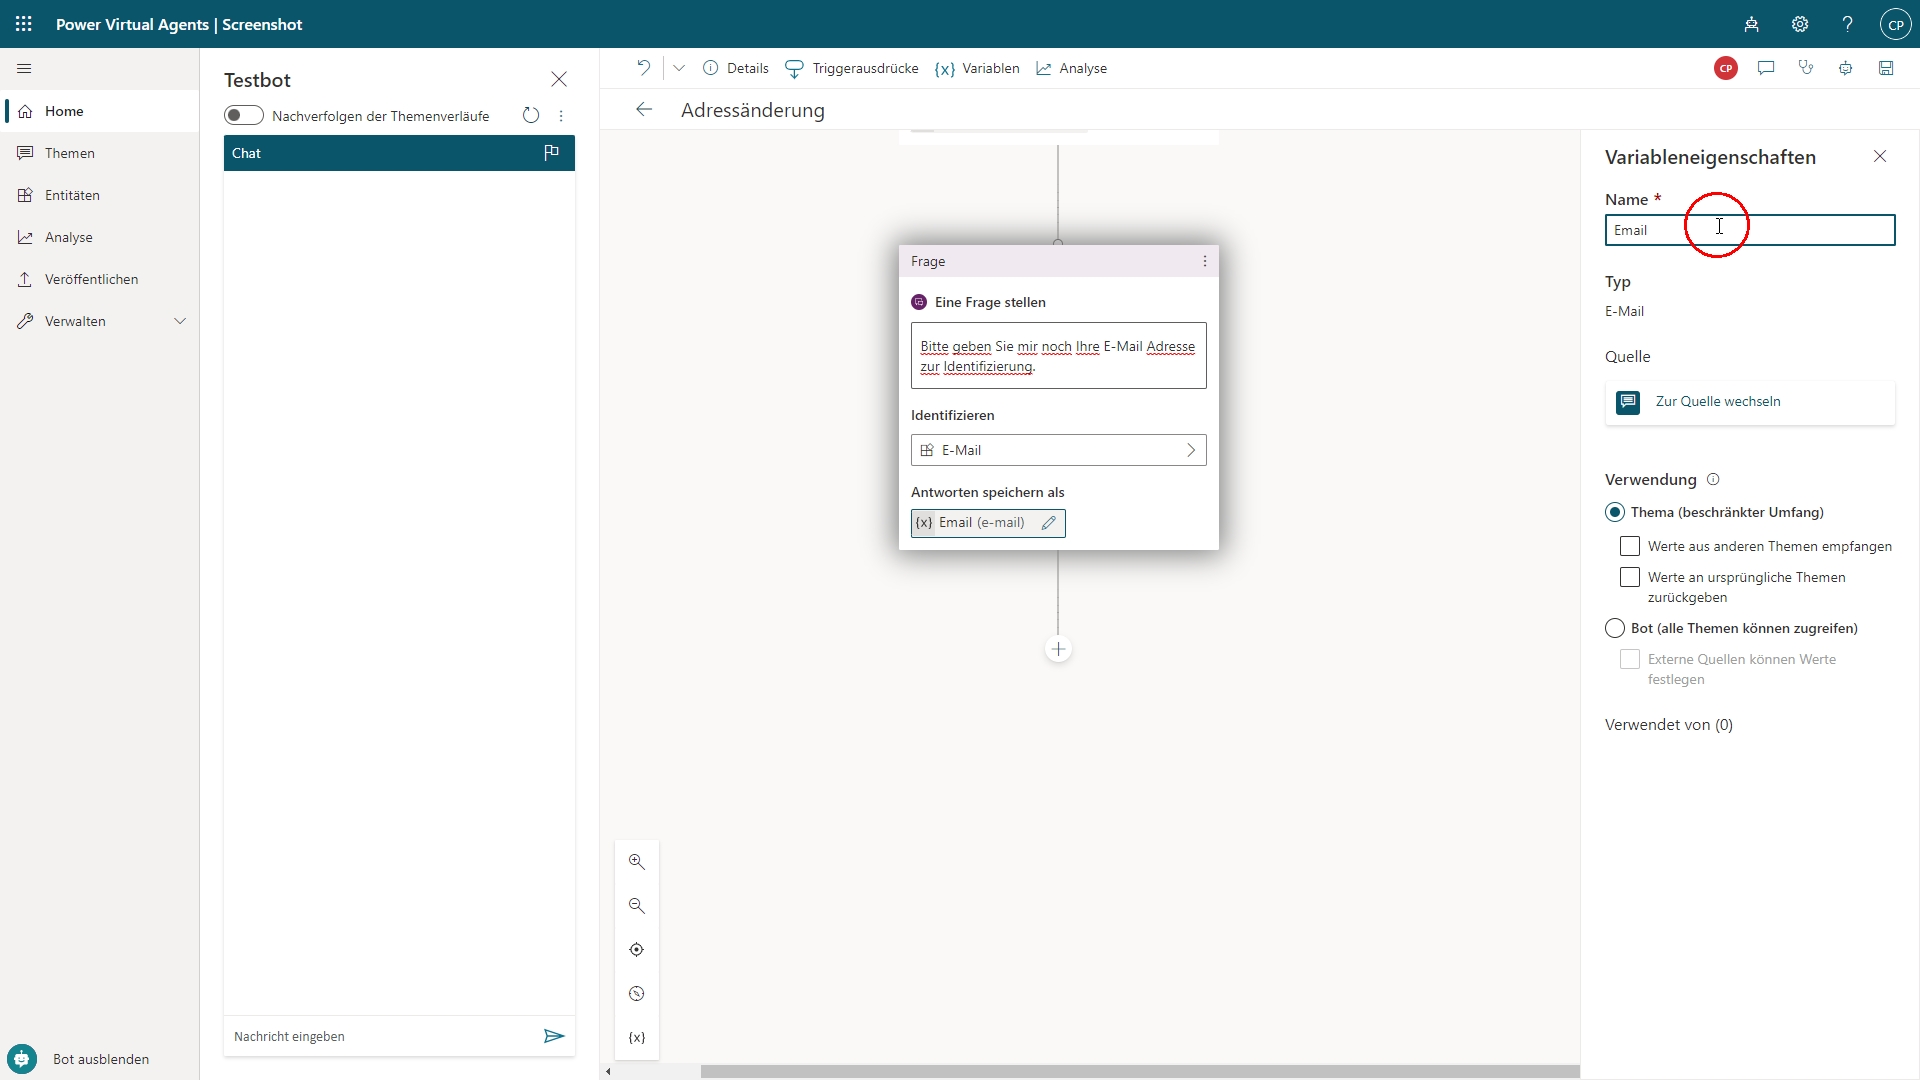 Power Virtual Agents | Screenshot
CP
Home
Themen
Entitäten
Analyse
Veröffentlichen
Verwalten
Bot ausblenden
Testbot
Nachverfolgen der Themenverläufe
Chat
Nachricht eingeben
Details
Triggerausdrücke
{x} Variablen
Analyse
CP
Adressänderung
Frage
Eine Frage stellen
Bitte geben Sie mir noch Ihre E-Mail Adresse
zur Identifizierung.
Identifizieren
E-Mail
Antworten speichern als
{x} Email (e-mail)
{x}
Variableneigenschaften
Name *
Email
Typ
E-Mail
Quelle
Zur Quelle wechseln
Verwendung
Thema (beschränkter Umfang)
Werte aus anderen Themen empfangen
Werte an ursprüngliche Themen
zurückgeben
Bot (alle Themen können zugreifen)
Externe Quellen können Werte
festlegen
Verwendet von (0)